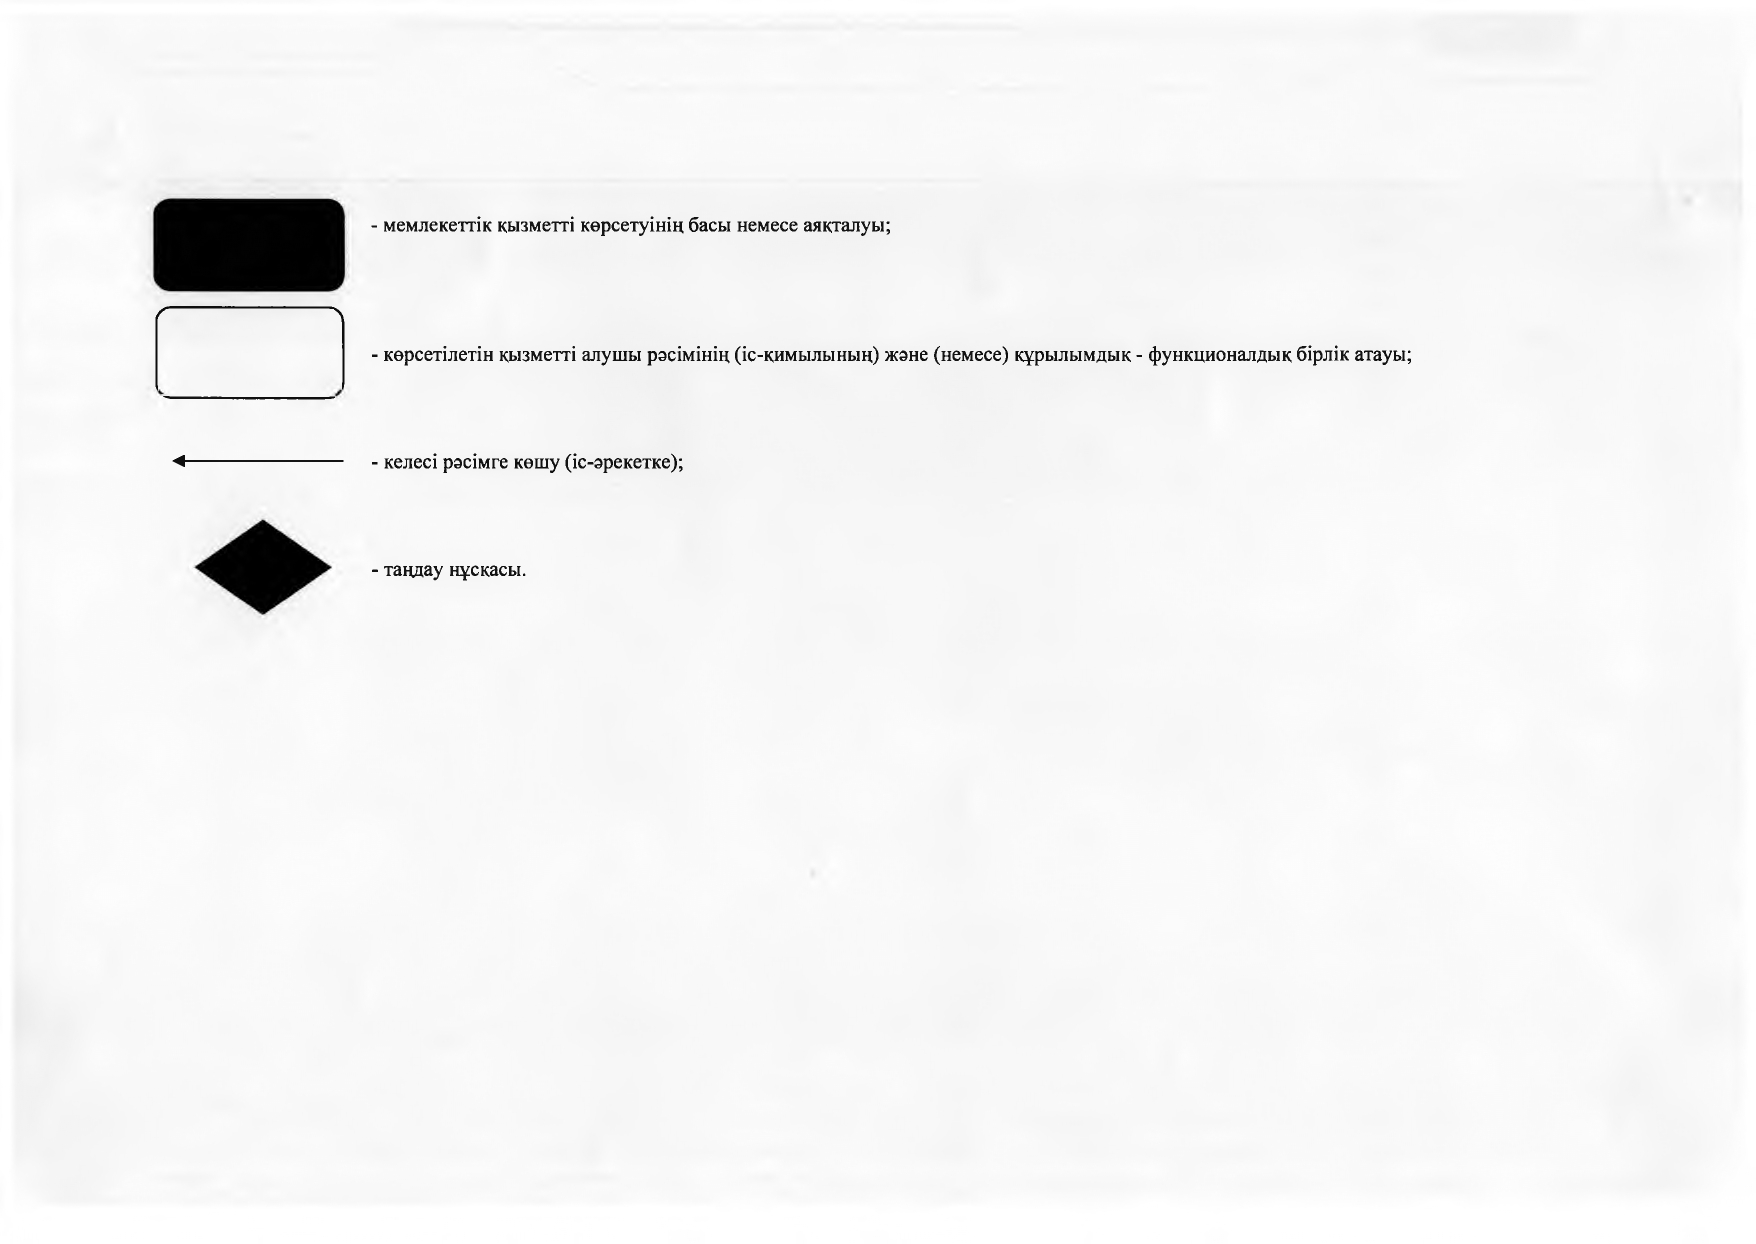 - мемлекеттік қызметті көрсетуінің басы немесе аяқталуы;
- көрсетілетін қызметті алушы рәсімінің (іс-қимылының) және (немесе) құрылымдық - функционалдық бірлік атауы;
- келесі рәсімге көшу (іс-әрекетке);
- таңдау нұсқасы.